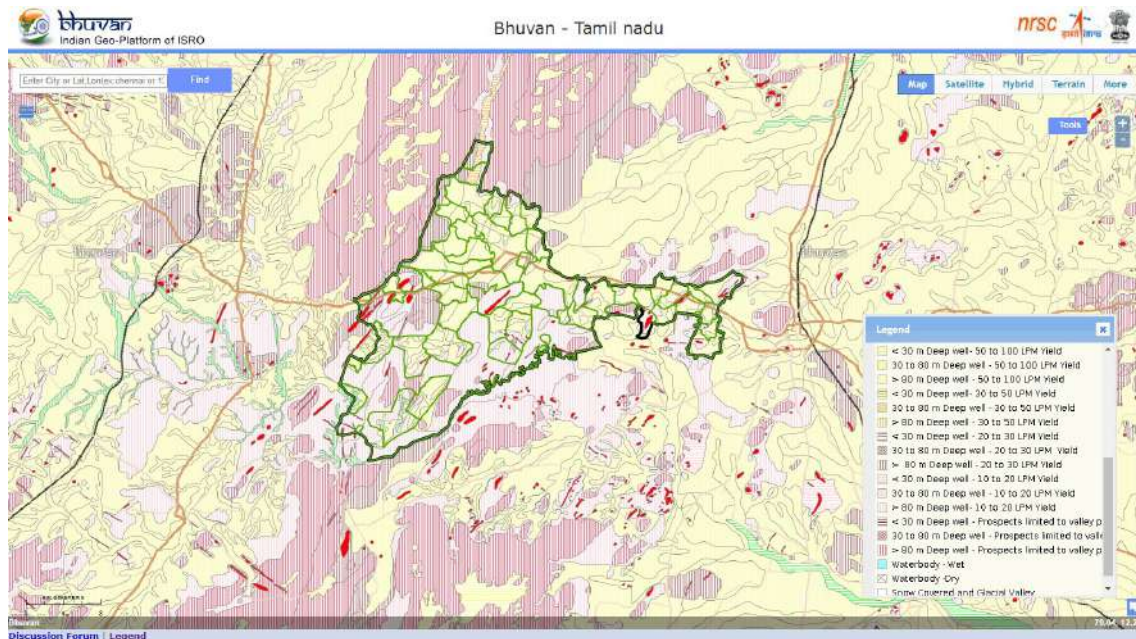 bhuvan
Indian Geo-Platform of ISRO
Bhuvan - Tamil nadu
nrsc
Find
Map Satellite Hybrid Terrain More
Tools
+
-
Legend
< 30 m Deep well- 50 to 100 LPM Yield
30 to 80 m Deep well - 50 to 100 LPM Yield
> 80 m Deep well - 50 to 100 LPM Yield
< 30 m Deep well- 30 to 50 LPM Yield
30 to 80 m Deep well - 30 to 50 LPM Yield
> 80 m Deep well - 30 to 50 LPM Yield
< 30 m Deep well - 20 to 30 LPM Yield
30 to 80 m Deep well - 20 to 30 LPM Yield
> 80 m Deep well - 20 to 30 LPM Yield
< 30 m Deep well - 10 to 20 LPM Yield
30 to 80 m Deep well - 10 to 20 LPM Yield
> 80 m Deep well- 10 to 20 LPM Yield
< 30 m Deep well - Prospects limited to valley p
30 to 80 m Deep well - Prospects limited to valle
> 80 m Deep well - Prospects limited to valley p
Waterbody - Wet
Waterbody -Dry
Snow Covered and Glacial Valley
Bhuvan
Discussion Forum | Legend